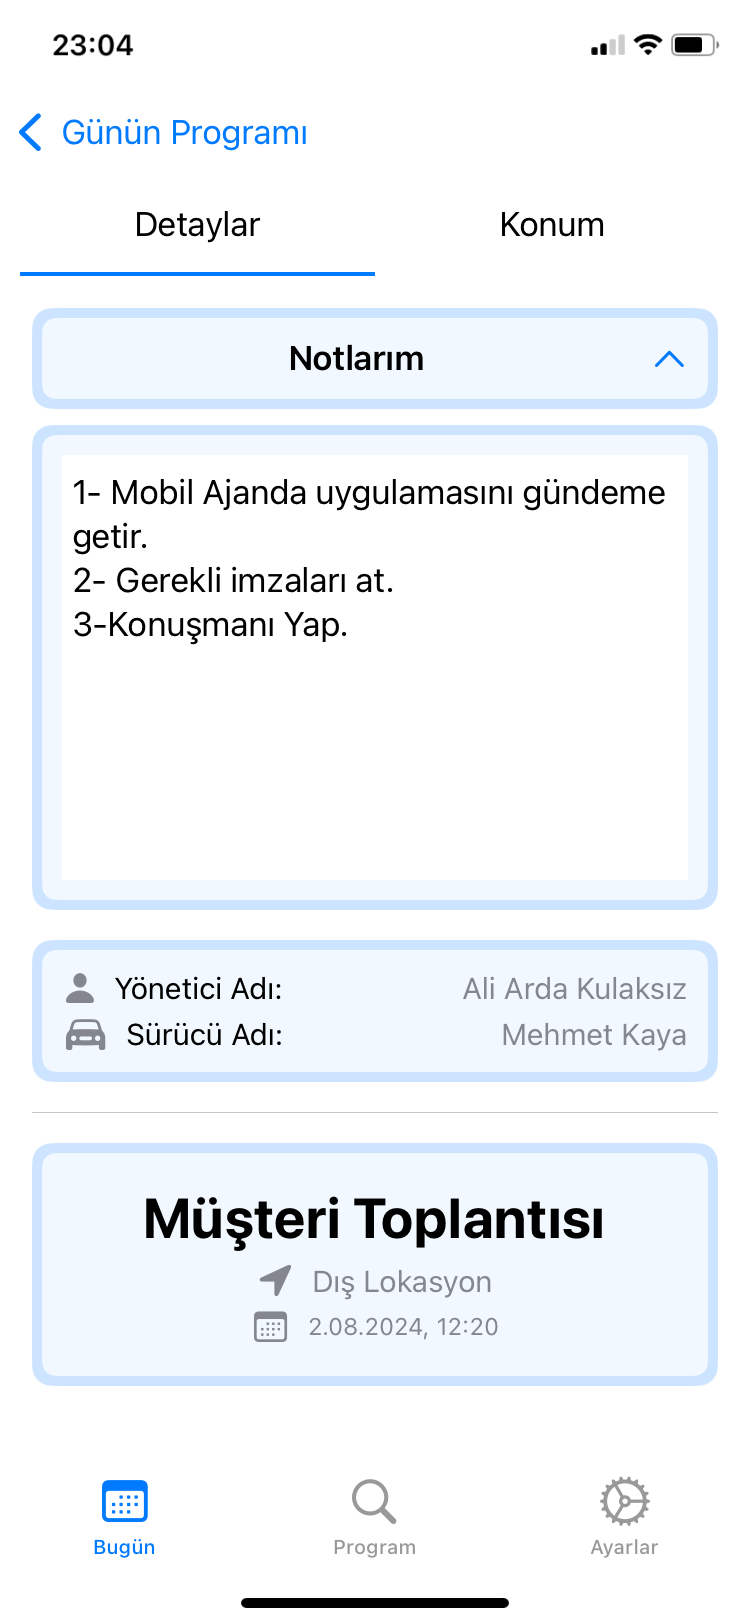 23:04
Günün Programı
Detaylar
Konum
Notlarım
1- Mobil Ajanda uygulamasını gündeme
getir.
2- Gerekli imzaları at.
3-Konuşmanı Yap.
Yönetici Adı: Ali Arda Kulaksız
Sürücü Adı: Mehmet Kaya
Müşteri Toplantısı
Dış Lokasyon
2.08.2024, 12:20
Bugün
Program
Ayarlar